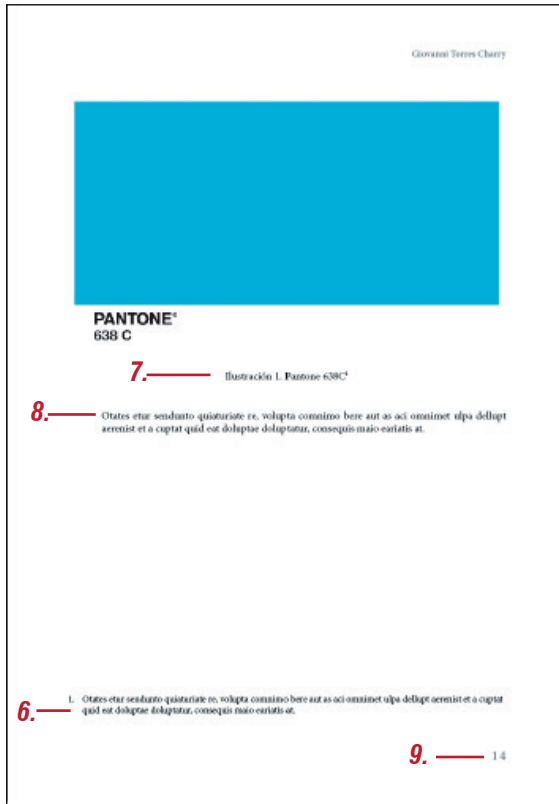 Giovanni Torres Charry
PANTONE®
638 C
7. Ilustración 1. Pantone 638C¹
8. Otates etur sendunto quiaturiate re, volupta comnimo bere aut as aci omnimet ulpa dellupt
aerenist et a cuptat quid eat doluptae doluptatur, consequis maio eariatis at.
1. Otates etur sendunto quiaturiate re, volupta comnimo bere aut as aci omnimet ulpa dellupt aerenist et a cuptat
6. quid eat doluptae doluptatur, consequis maio eariatis at.
9. 14